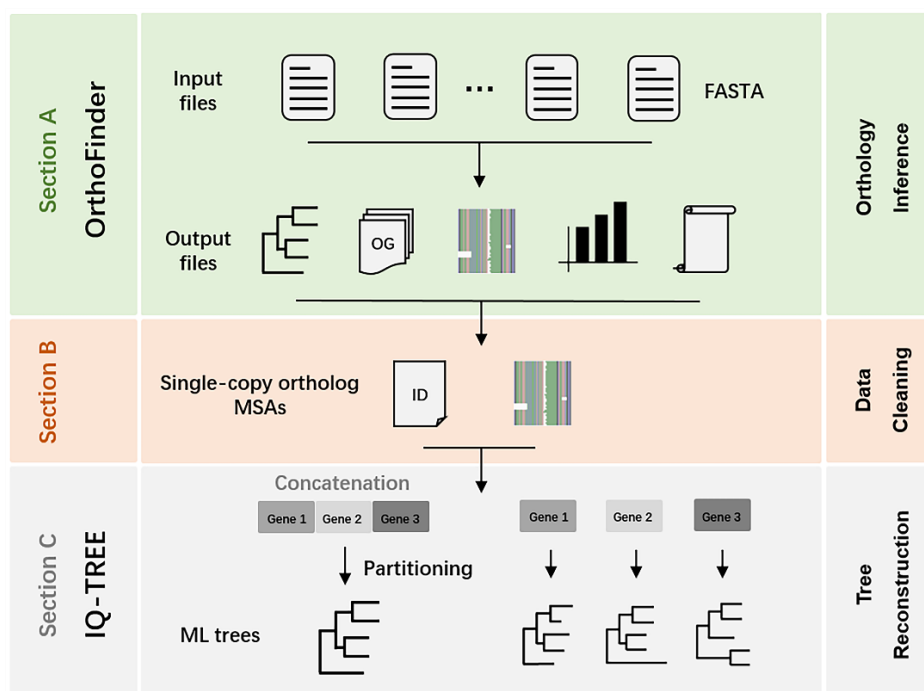 Section A
OrthoFinder
Input
files
...
FASTA
Output
files
OG
Orthology
Inference
Section B
Single-copy ortholog
MSAs
ID
Data
Cleaning
Section C
IQ-TREE
Concatenation
Gene 1 Gene 2 Gene 3
Gene 1 Gene 2 Gene 3
Partitioning
ML trees
Tree
Reconstruction